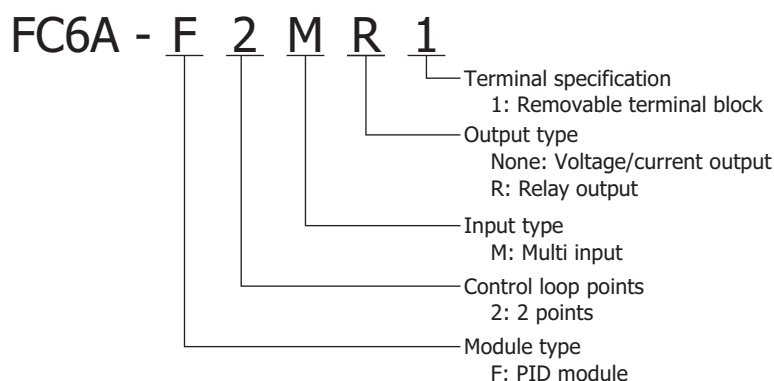 FC6A - F 2 M R 1
Terminal specification
1: Removable terminal block
Output type
None: Voltage/current output
R: Relay output
Input type
M: Multi input
Control loop points
2: 2 points
Module type
F: PID module